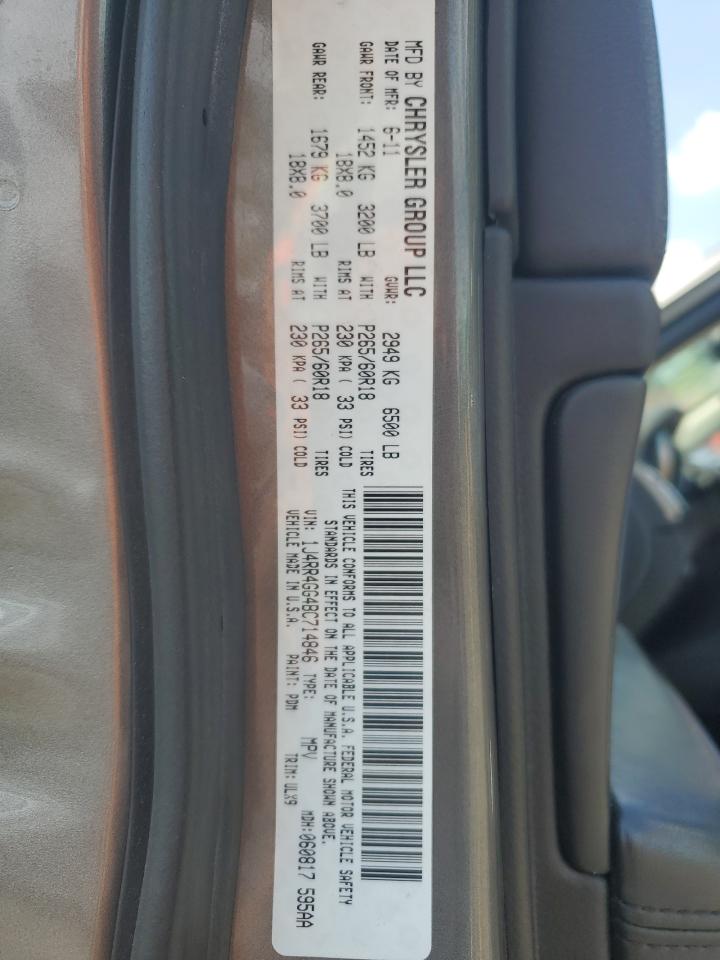 MFD BY CHRYSLER GROUP LLC
DATE OF MFR: 6-11 GVWR: 2949 KG 6500 LB
GAWR FRONT: 1452 KG 3200 LB WITH P265/60R18 TIRES
18X8.0 RIMS AT 230 KPA ( 33 PSI) COLD
GAWR REAR: 1679 KG 3700 LB WITH P265/60R18 TIRES
18X8.0 RIMS AT 230 KPA ( 33 PSI) COLD
THIS VEHICLE CONFORMS TO ALL APPLICABLE U.S.A. FEDERAL MOTOR VEHICLE SAFETY
STANDARDS IN EFFECT ON THE DATE OF MANUFACTURE SHOWN ABOVE.
VIN: 1J4RR4GG4BC714846 TYPE: MPV MDH:060817 595AA
VEHICLE MADE IN U.S.A. PAINT: PDM TRIM: ULX9